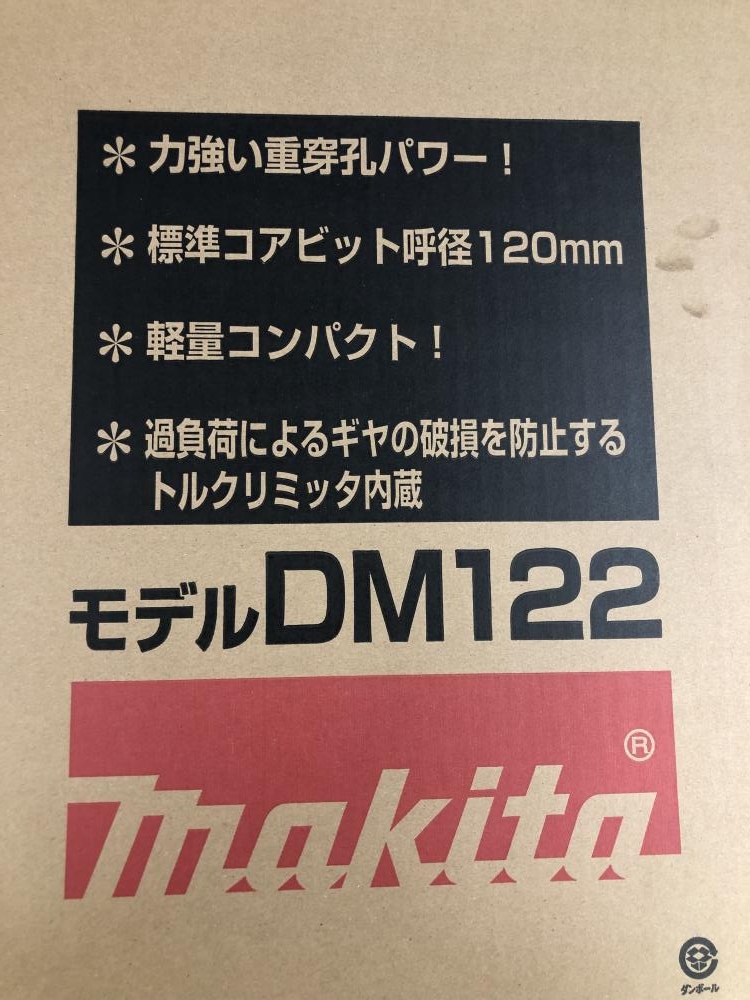 ＊力強い重穿孔パワー！
＊標準コアビット呼径120mm
＊軽量コンパクト！
＊過負荷によるギヤの破損を防止する
トルクリミッタ内蔵
モデルDM122
makita®
ダンボール